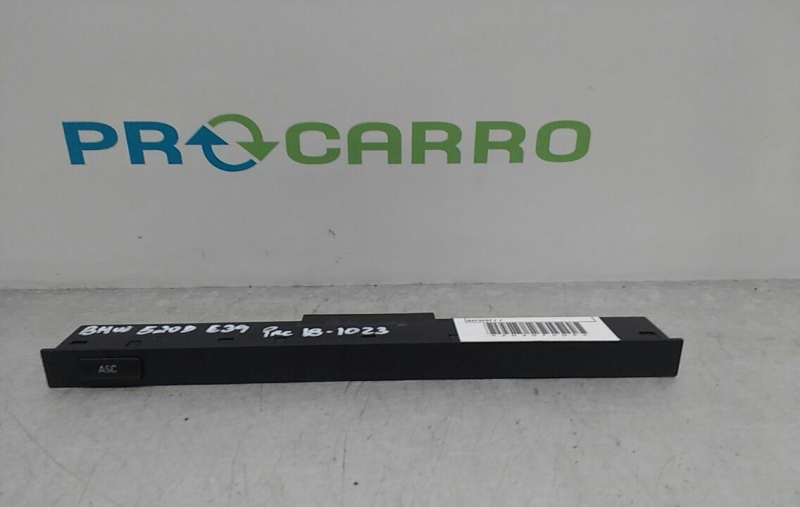 PROCARRO
BMW 520D E39 PRC 18-1023
ASC